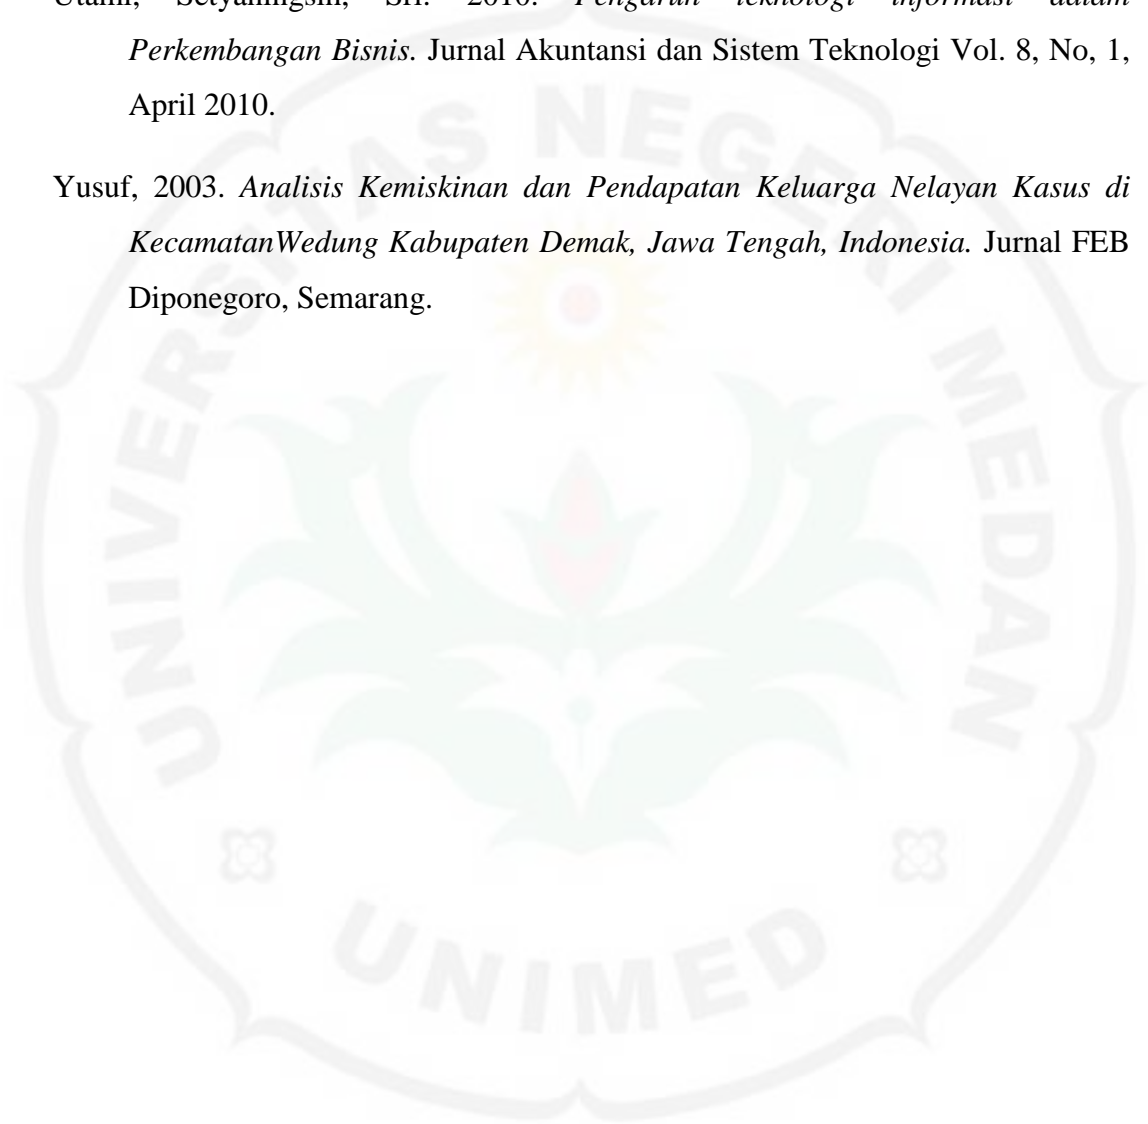 Utami, Setyaningsih, Sri. 2010. Pengaruh teknologi informasi dalam
Perkembangan Bisnis. Jurnal Akuntansi dan Sistem Teknologi Vol. 8, No, 1,
April 2010.
Yusuf, 2003. Analisis Kemiskinan dan Pendapatan Keluarga Nelayan Kasus di
KecamatanWedung Kabupaten Demak, Jawa Tengah, Indonesia. Jurnal FEB
Diponegoro, Semarang.
UNIVERSITAS NEGERI MEDAN
UNIMED